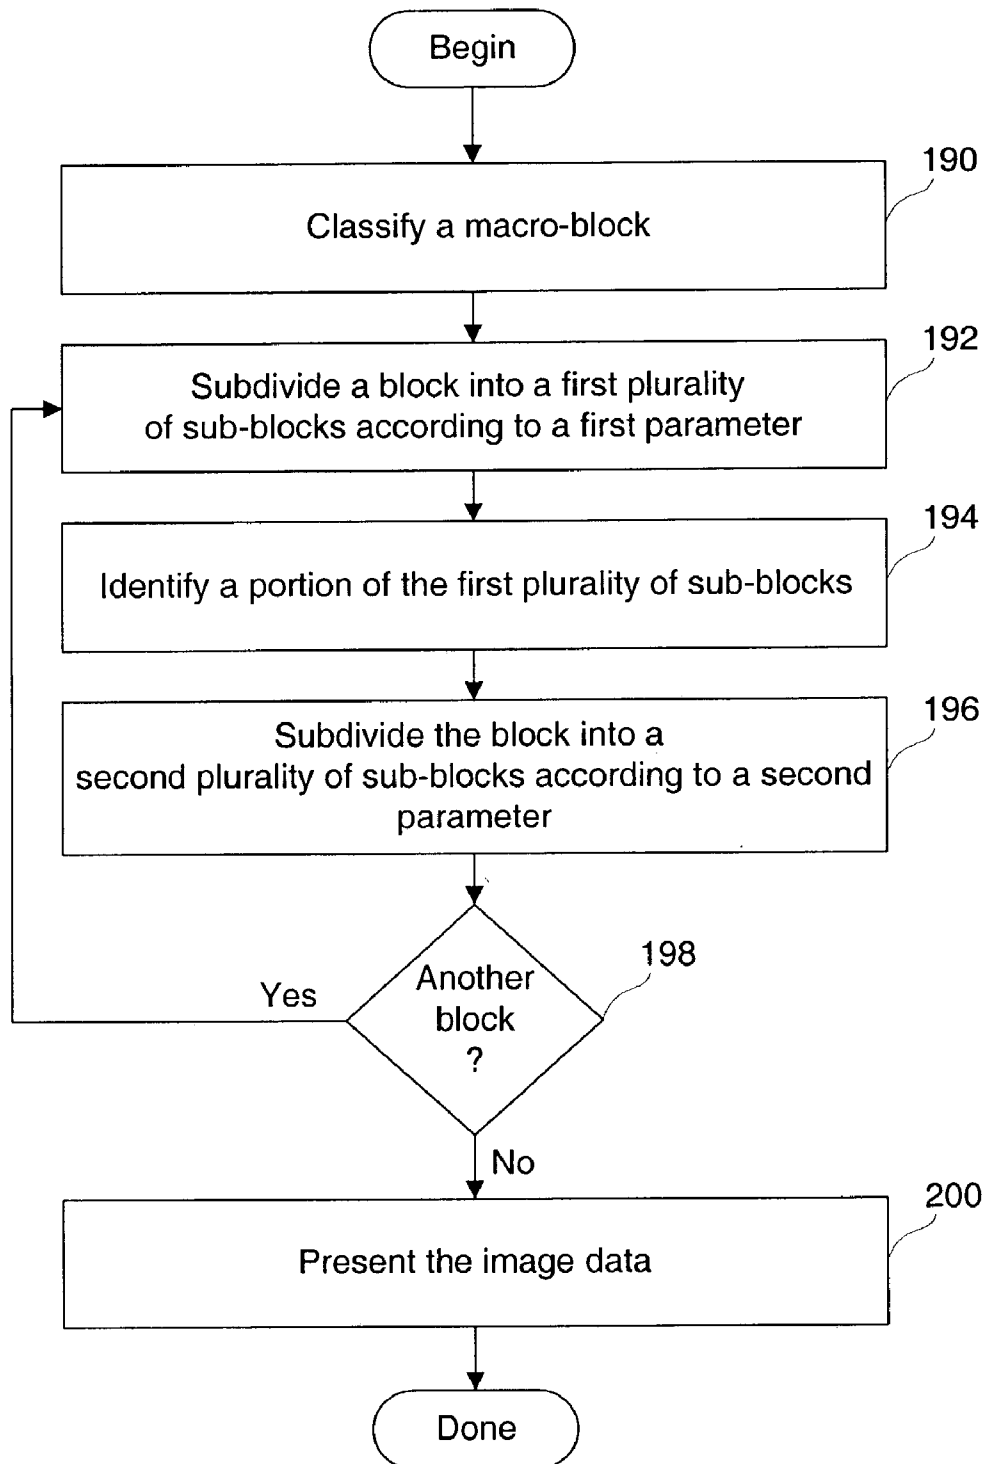 Begin
190
Classify a macro-block
192
Subdivide a block into a first plurality
of sub-blocks according to a first parameter
194
Identify a portion of the first plurality of sub-blocks
196
Subdivide the block into a
second plurality of sub-blocks according to a second
parameter
198
Another
block
?
Yes
No
200
Present the image data
Done